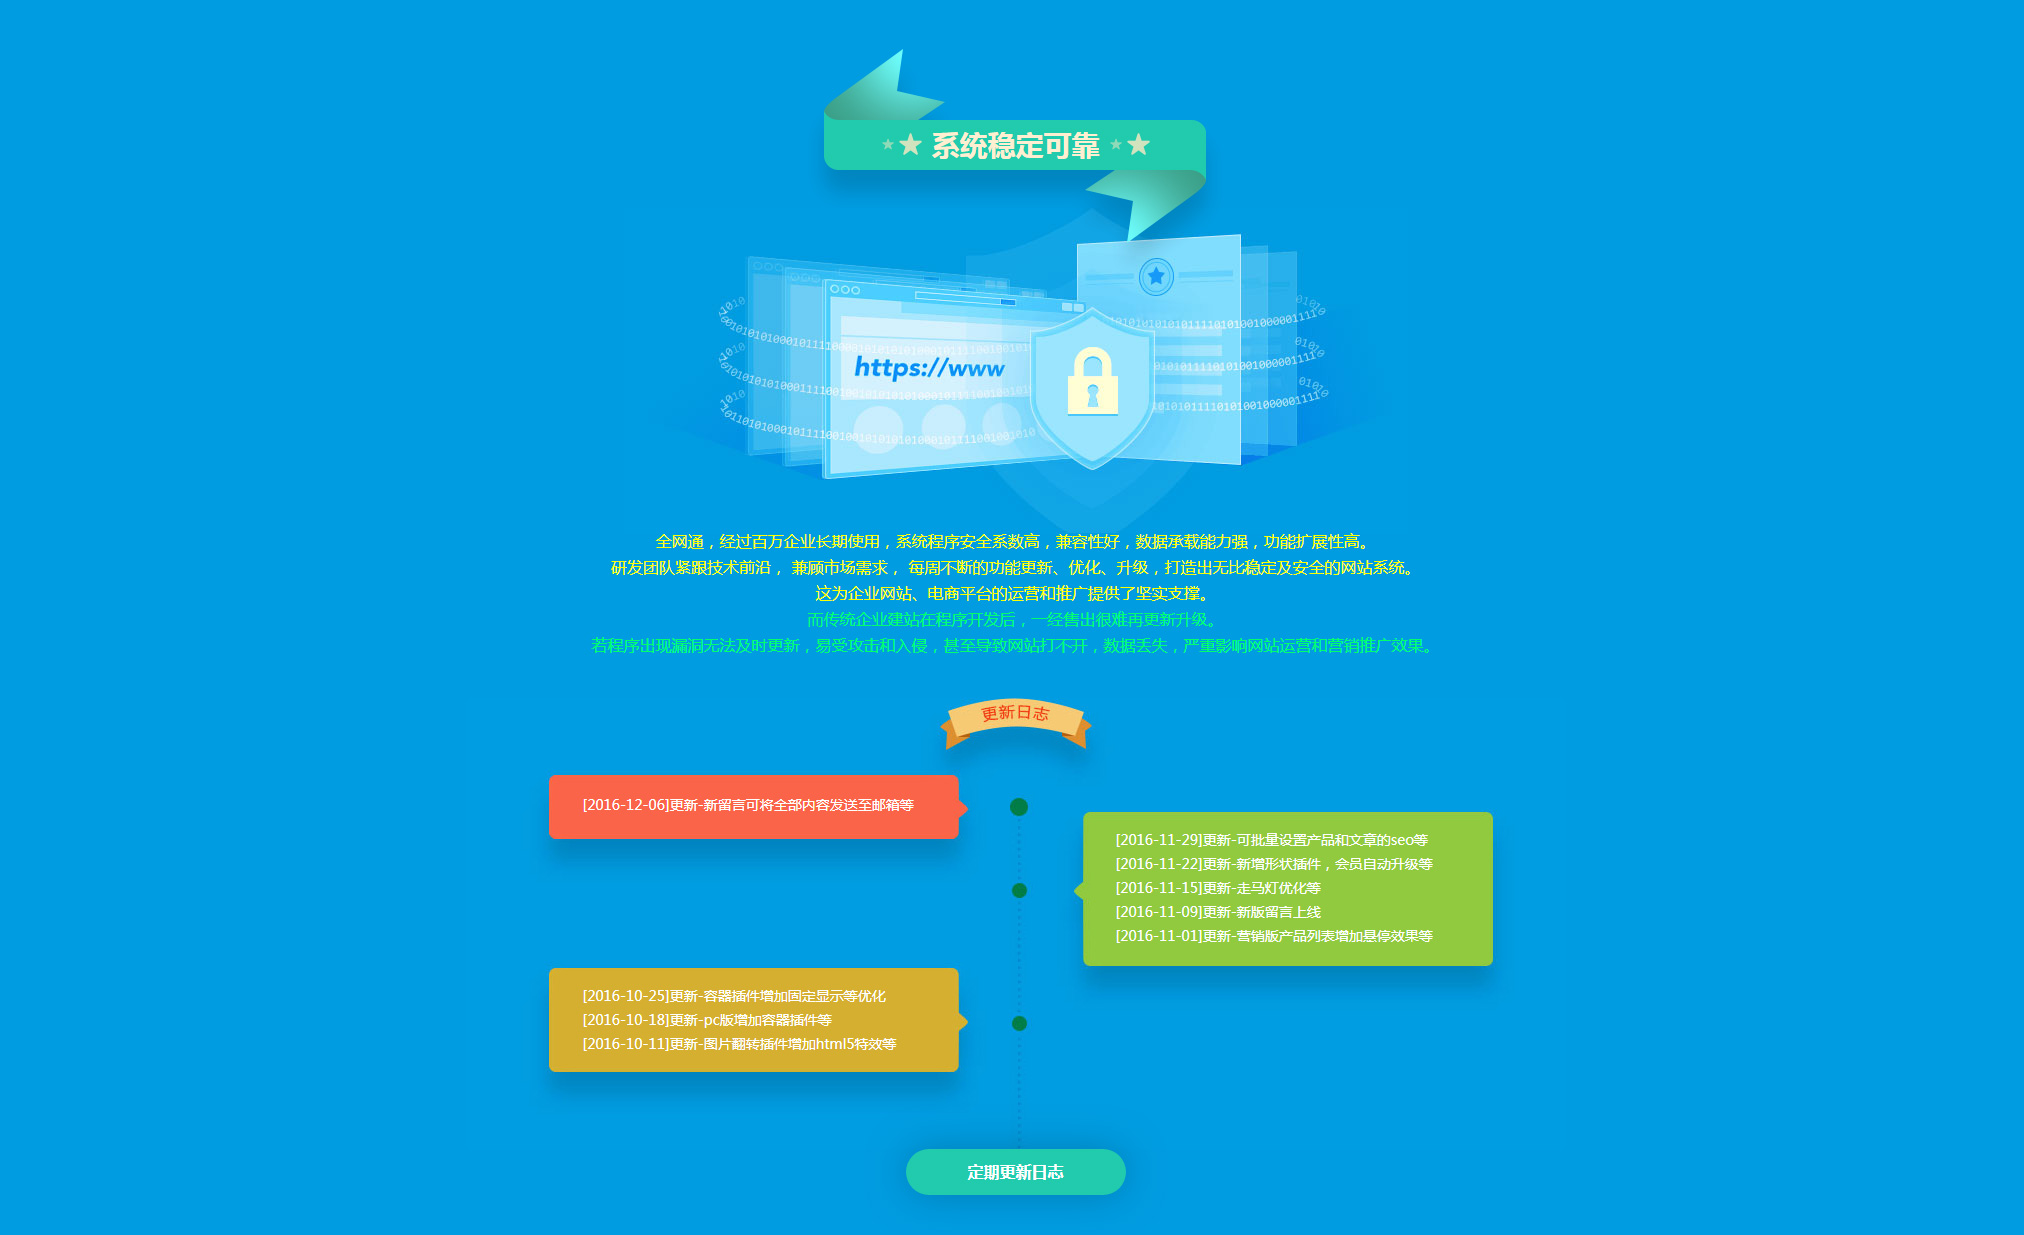 系统稳定可靠
https://www
全网通，经过百万企业长期使用，系统程序安全系数高，兼容性好，数据承载能力强，功能扩展性高。
研发团队紧跟技术前沿， 兼顾市场需求， 每周不断的功能更新、优化、升级，打造出无比稳定及安全的网站系统。
这为企业网站、电商平台的运营和推广提供了坚实支撑。
而传统企业建站在程序开发后，一经售出很难再更新升级。
若程序出现漏洞无法及时更新，易受攻击和入侵，甚至导致网站打不开，数据丢失，严重影响网站运营和营销推广效果。
更新日志
[2016-12-06]更新-新留言可将全部内容发送至邮箱等
[2016-11-29]更新-可批量设置产品和文章的seo等
[2016-11-22]更新-新增形状插件，会员自动升级等
[2016-11-15]更新-走马灯优化等
[2016-11-09]更新-新版留言上线
[2016-11-01]更新-营销版产品列表增加悬停效果等
[2016-10-25]更新-容器插件增加固定显示等优化
[2016-10-18]更新-pc版增加容器插件等
[2016-10-11]更新-图片翻转插件增加html5特效等
定期更新日志